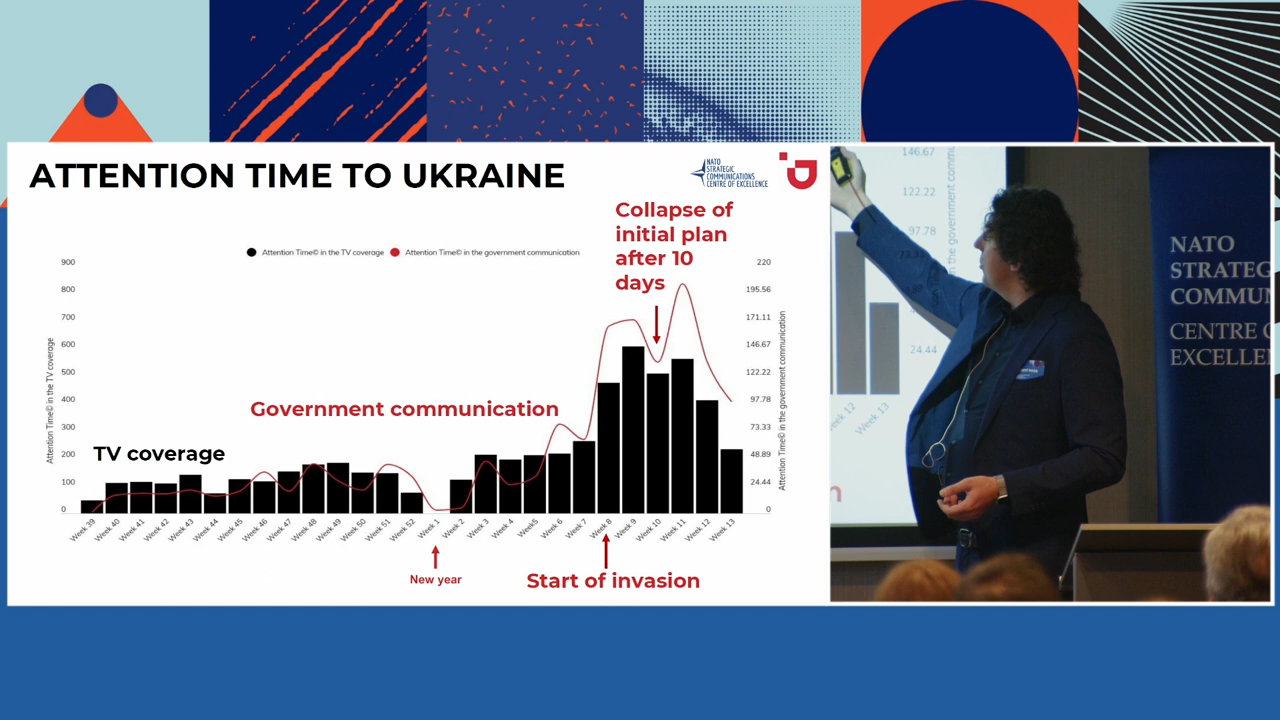 ATTENTION TIME TO UKRAINE
NATO
STRATEGIC
COMMUNICATIONS
CENTRE OF EXCELLENCE
Collapse of
initial plan
after 10
days
Attention Time© in the TV coverage
Attention Time© in the government communication
900
800
700
600
500
400
300
200
100
0
Attention Time© in the TV coverage
220
195.56
171.11
146.67
122.22
97.78
73.33
48.89
24.44
0
Attention Time© in the government communication
Government communication
TV coverage
Week 39
Week 40
Week 41
Week 42
Week 43
Week 44
Week 45
Week 46
Week 47
Week 48
Week 49
Week 50
Week 51
Week 52
Week 1
Week 2
Week 3
Week 4
Week5
Week 6
Week 7
Week 8
Week 9
Week 10
Week 11
Week 12
Week 13
New year
Start of invasion
146.67
122.22
97.78
24.44
the government comm
Week 13
NATO
STRATEG
COMMUN
CENTRE
EXCELLE